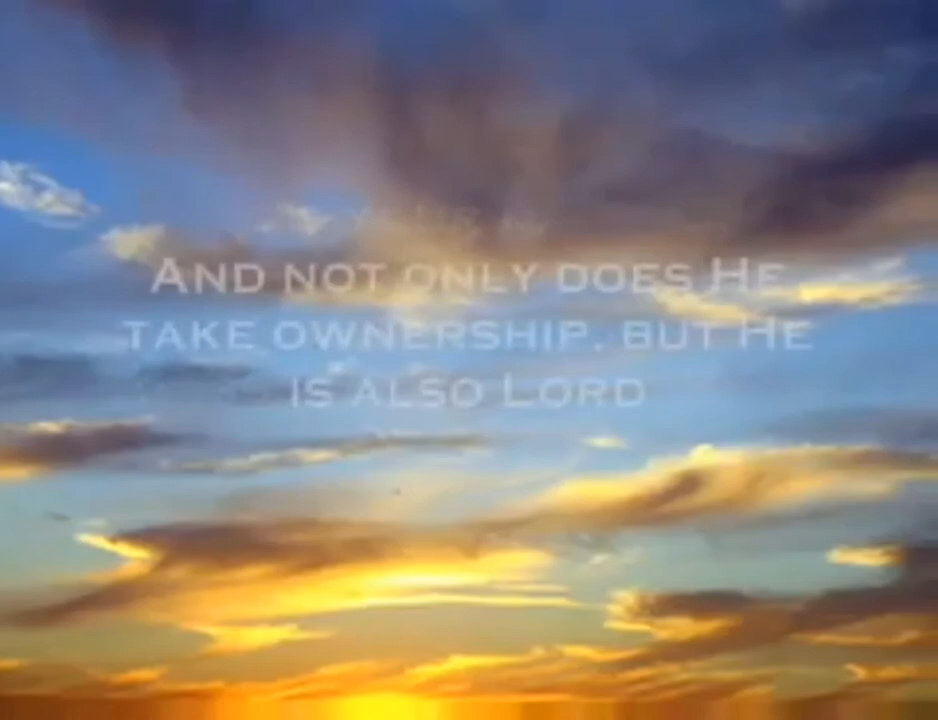 And not only does He
take ownership, but He
is also Lord